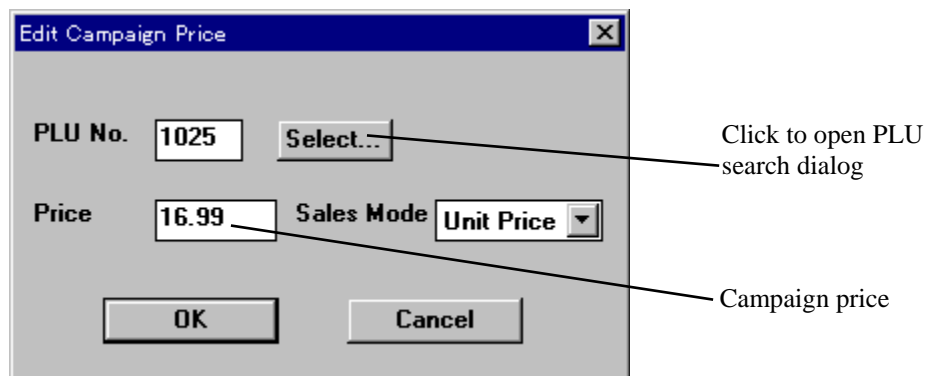 Edit Campaign Price
PLU No. 1025 Select...
Click to open PLU
search dialog
Price 16.99 Sales Mode Unit Price
Campaign price
OK Cancel